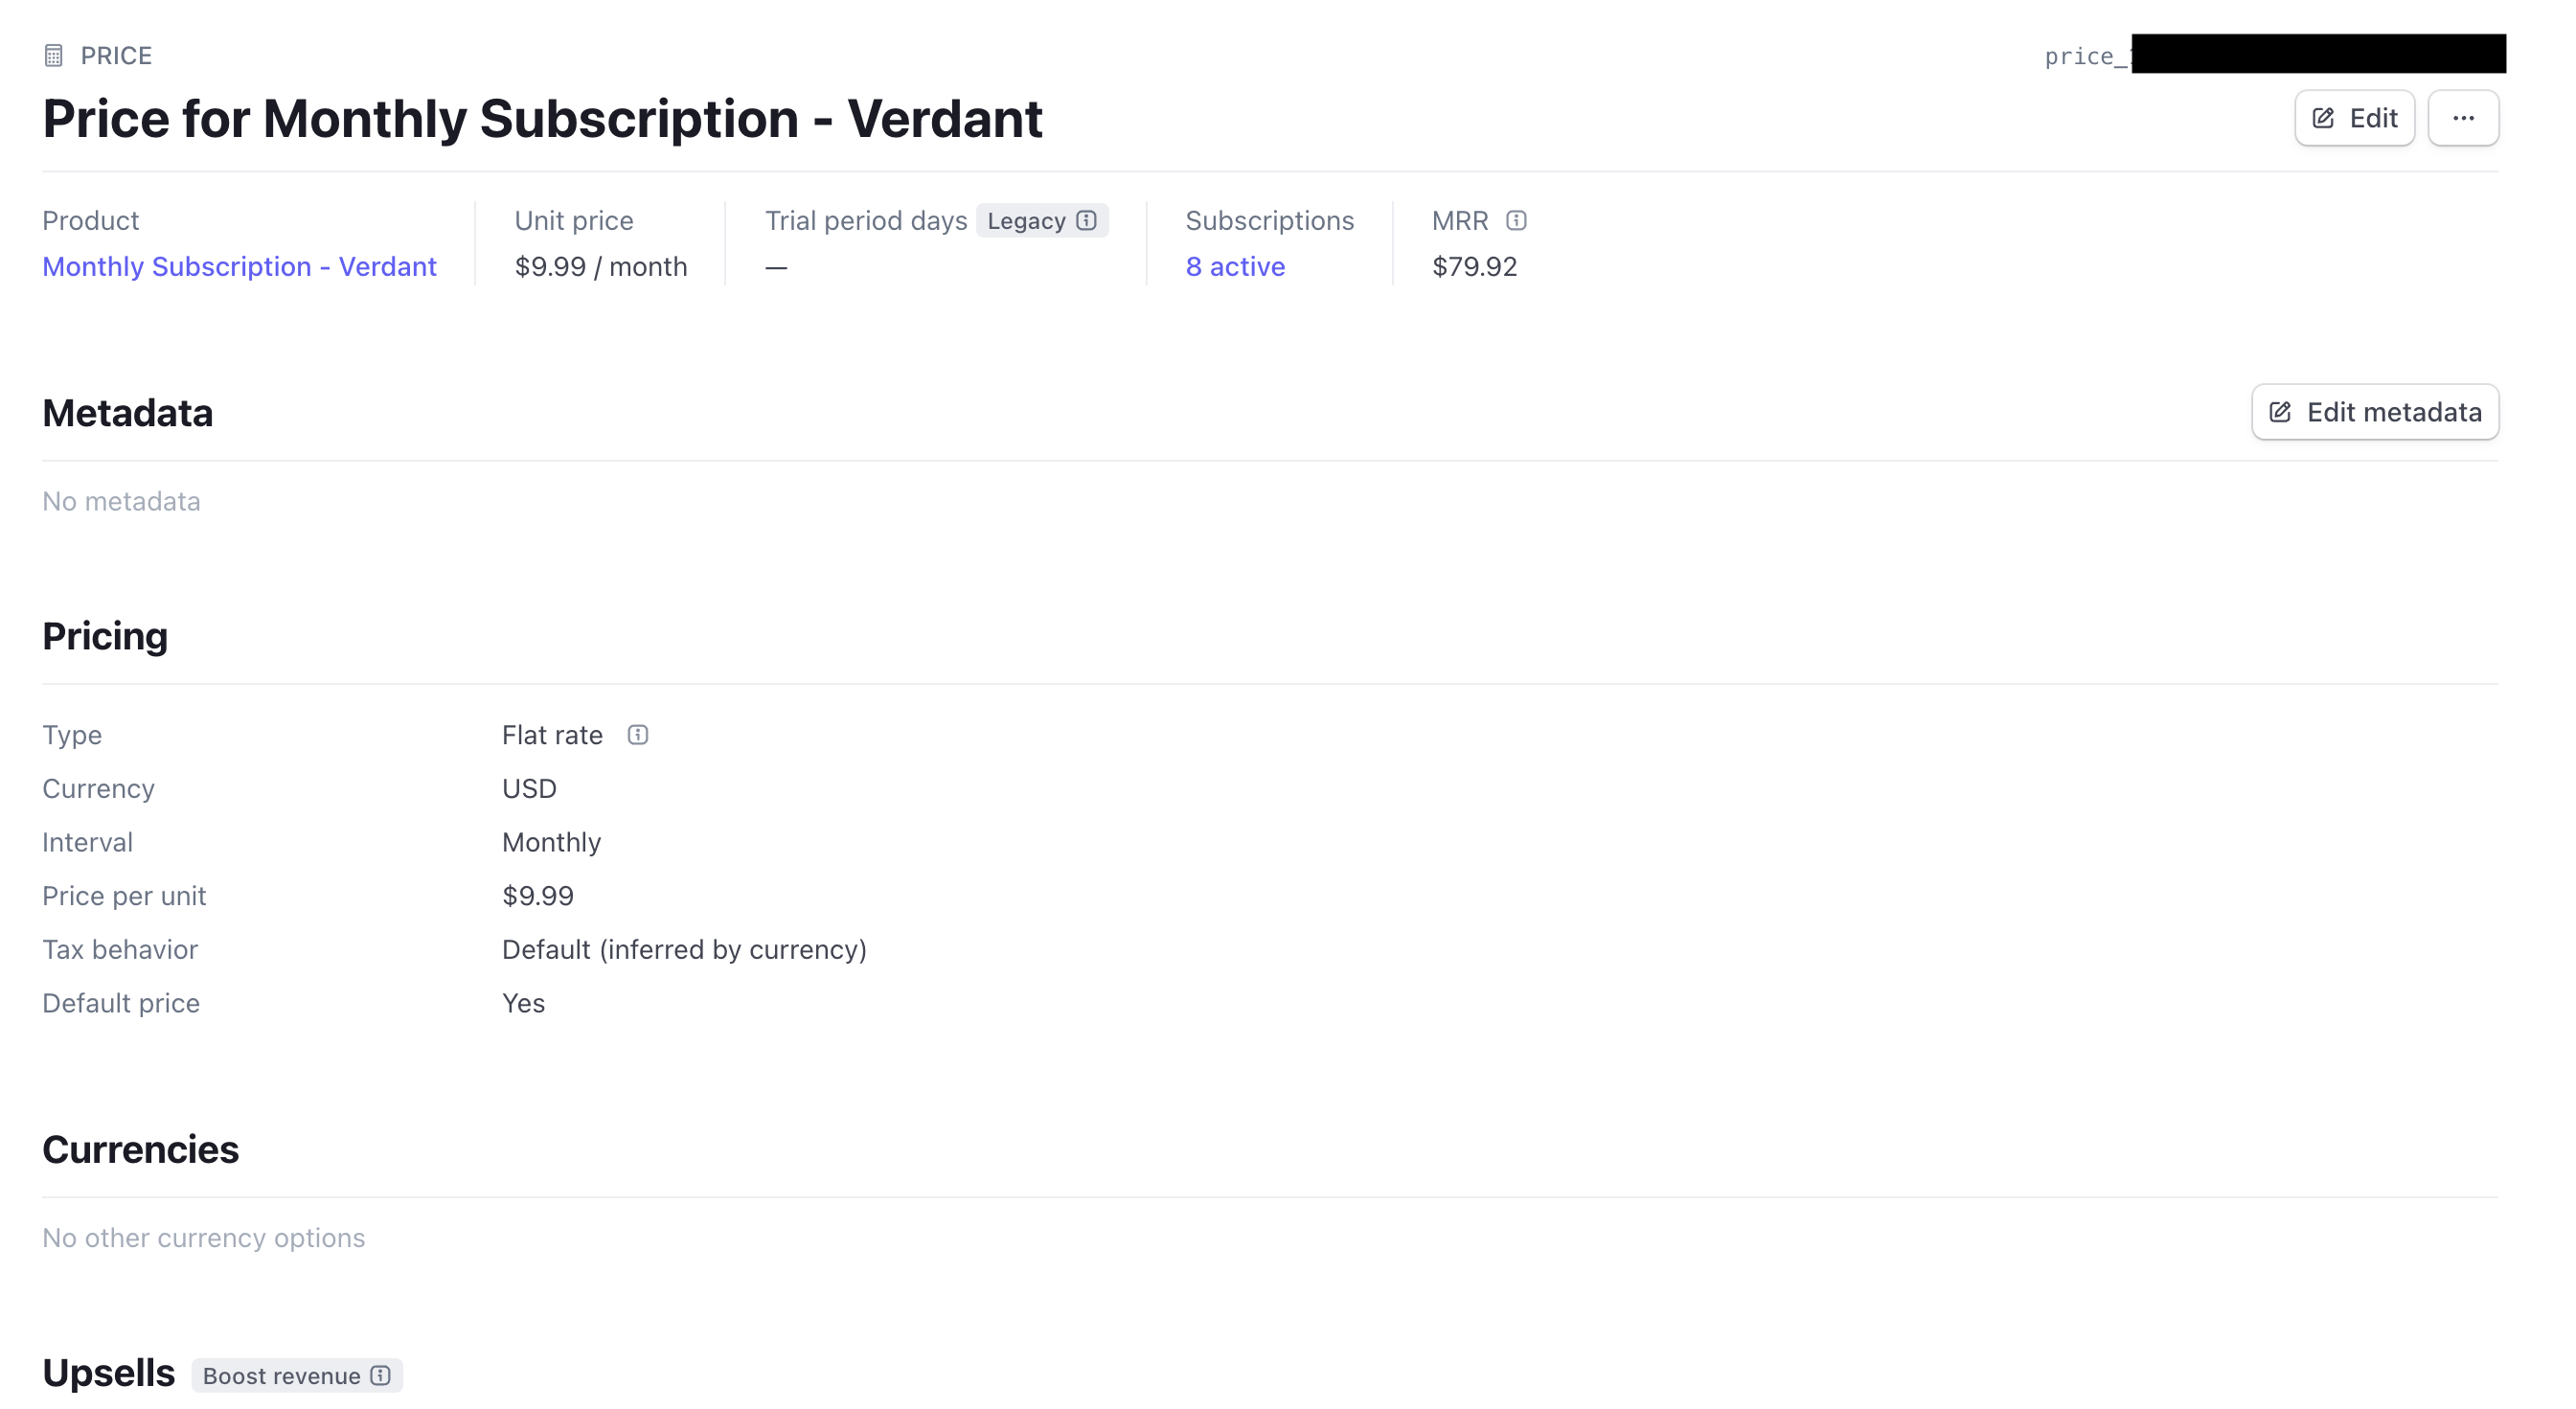 PRICE
price_
Price for Monthly Subscription - Verdant
Edit
Product
Unit price
Trial period days Legacy
Subscriptions
MRR
Monthly Subscription - Verdant
$9.99 / month
—
8 active
$79.92
Metadata
Edit metadata
No metadata
Pricing
Type
Flat rate
Currency
USD
Interval
Monthly
Price per unit
$9.99
Tax behavior
Default (inferred by currency)
Default price
Yes
Currencies
No other currency options
Upsells
Boost revenue